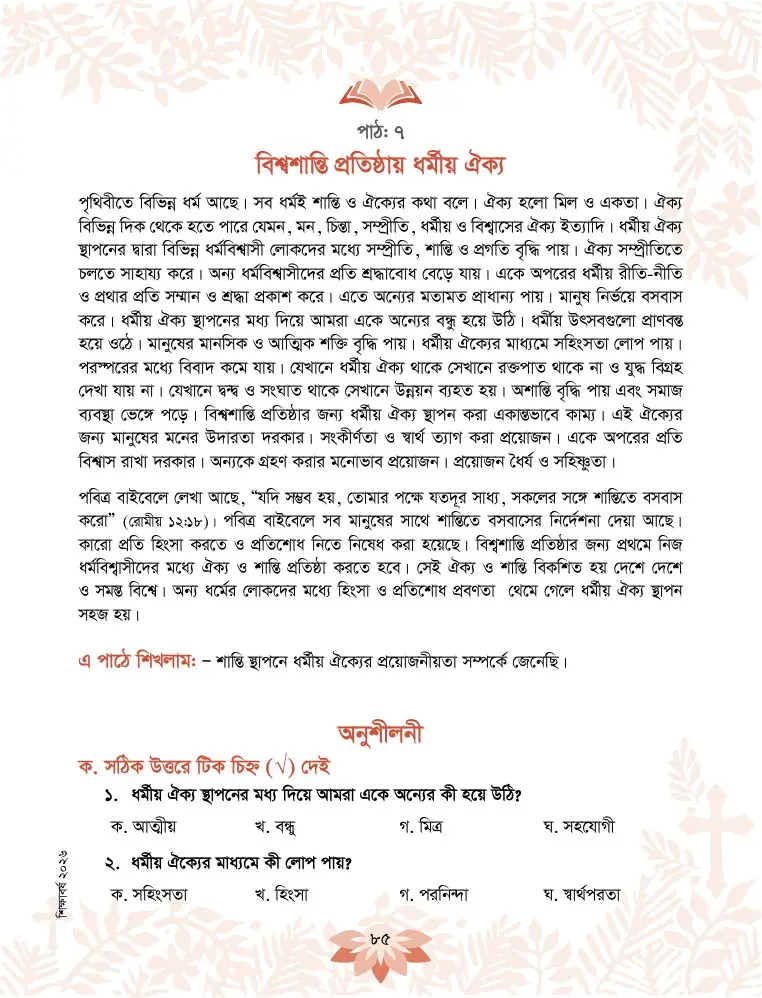 পাঠ: ৭
বিশ্বশান্তি প্রতিষ্ঠায় ধর্মীয় ঐক্য
পৃথিবীতে বিভিন্ন ধর্ম আছে। সব ধর্মই শান্তি ও ঐক্যের কথা বলে। ঐক্য হলো মিল ও একতা। ঐক্য
বিভিন্ন দিক থেকে হতে পারে যেমন, মন, চিন্তা, সম্প্রীতি, ধর্মীয় ও বিশ্বাসের ঐক্য ইত্যাদি। ধর্মীয় ঐক্য
স্থাপনের দ্বারা বিভিন্ন ধর্মবিশ্বাসী লোকদের মধ্যে সম্প্রীতি, শান্তি ও প্রগতি বৃদ্ধি পায়। ঐক্য সম্প্রীতিতে
চলতে সাহায্য করে। অন্য ধর্মবিশ্বাসীদের প্রতি শ্রদ্ধাবোধ বেড়ে যায়। একে অপরের ধর্মীয় রীতি-নীতি
ও প্রথার প্রতি সম্মান ও শ্রদ্ধা প্রকাশ করে। এতে অন্যের মতামত প্রাধান্য পায়। মানুষ নির্ভয়ে বসবাস
করে। ধর্মীয় ঐক্য স্থাপনের মধ্য দিয়ে আমরা একে অন্যের বন্ধু হয়ে উঠি। ধর্মীয় উৎসবগুলো প্রাণবন্ত
হয়ে ওঠে। মানুষের মানসিক ও আত্মিক শক্তি বৃদ্ধি পায়। ধর্মীয় ঐক্যের মাধ্যমে সহিংসতা লোপ পায়।
পরস্পরের মধ্যে বিবাদ কমে যায়। যেখানে ধর্মীয় ঐক্য থাকে সেখানে রক্তপাত থাকে না ও যুদ্ধ বিগ্রহ
দেখা যায় না। যেখানে দ্বন্দ্ব ও সংঘাত থাকে সেখানে উন্নয়ন ব্যহত হয়। অশান্তি বৃদ্ধি পায় এবং সমাজ
ব্যবস্থা ভেঙ্গে পড়ে। বিশ্বশান্তি প্রতিষ্ঠার জন্য ধর্মীয় ঐক্য স্থাপন করা একান্তভাবে কাম্য। এই ঐক্যের
জন্য মানুষের মনের উদারতা দরকার। সংকীর্ণতা ও স্বার্থ ত্যাগ করা প্রয়োজন। একে অপরের প্রতি
বিশ্বাস রাখা দরকার। অন্যকে গ্রহণ করার মনোভাব প্রয়োজন। প্রয়োজন ধৈর্য ও সহিষ্ণুতা।
পবিত্র বাইবেলে লেখা আছে, “যদি সম্ভব হয়, তোমার পক্ষে যতদূর সাধ্য, সকলের সঙ্গে শান্তিতে বসবাস
করো” (রোমীয় ১২:১৮)। পবিত্র বাইবেলে সব মানুষের সাথে শান্তিতে বসবাসের নির্দেশনা দেয়া আছে।
কারো প্রতি হিংসা করতে ও প্রতিশোধ নিতে নিষেধ করা হয়েছে। বিশ্বশান্তি প্রতিষ্ঠার জন্য প্রথমে নিজ
ধর্মবিশ্বাসীদের মধ্যে ঐক্য ও শান্তি প্রতিষ্ঠা করতে হবে। সেই ঐক্য ও শান্তি বিকশিত হয় দেশে দেশে
ও সমস্ত বিশ্বে। অন্য ধর্মের লোকদের মধ্যে হিংসা ও প্রতিশোধ প্রবণতা থেমে গেলে ধর্মীয় ঐক্য স্থাপন
সহজ হয়।
এ পাঠে শিখলাম: – শান্তি স্থাপনে ধর্মীয় ঐক্যের প্রয়োজনীয়তা সম্পর্কে জেনেছি।
অনুশীলনী
ক. সঠিক উত্তরে টিক চিহ্ন (√) দেই
১. ধর্মীয় ঐক্য স্থাপনের মধ্য দিয়ে আমরা একে অন্যের কী হয়ে উঠি?
ক. আত্মীয় খ. বন্ধু গ. মিত্র ঘ. সহযোগী
২. ধর্মীয় ঐক্যের মাধ্যমে কী লোপ পায়?
ক. সহিংসতা খ. হিংসা গ. পরনিন্দা ঘ. স্বার্থপরতা
শিক্ষাবর্ষ ২০২৬
৮৫